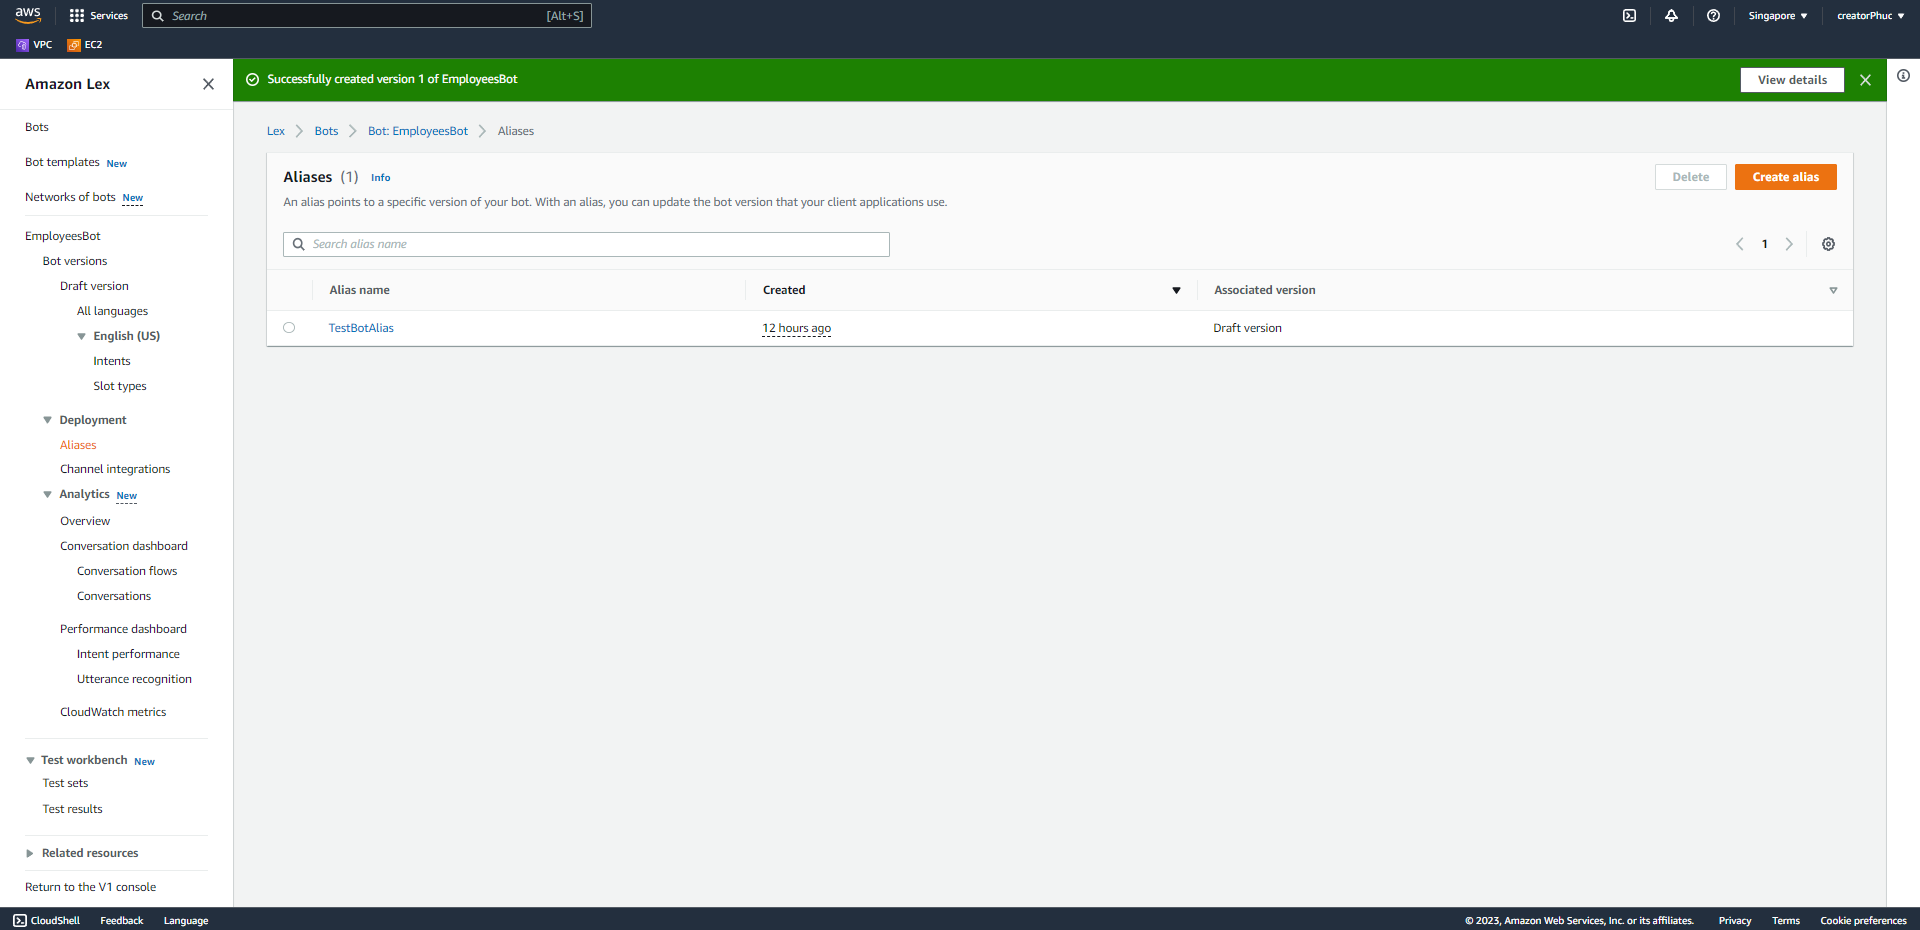 aws
Services
Search
[Alt+S]
Singapore
creatorPhuc
VPC
EC2
Amazon Lex
Bots
Bot templates New
Networks of bots New
EmployeesBot
Bot versions
Draft version
All languages
English (US)
Intents
Slot types
Deployment
Aliases
Channel integrations
Analytics New
Overview
Conversation dashboard
Conversation flows
Conversations
Performance dashboard
Intent performance
Utterance recognition
CloudWatch metrics
Test workbench New
Test sets
Test results
Related resources
Return to the V1 console
Successfully created version 1 of EmployeesBot
View details
Lex
Bots
Bot: EmployeesBot
Aliases
Aliases (1) Info
Delete
Create alias
An alias points to a specific version of your bot. With an alias, you can update the bot version that your client applications use.
Search alias name
1
Alias name
Created
Associated version
TestBotAlias
12 hours ago
Draft version
CloudShell
Feedback
Language
© 2023, Amazon Web Services, Inc. or its affiliates.
Privacy
Terms
Cookie preferences